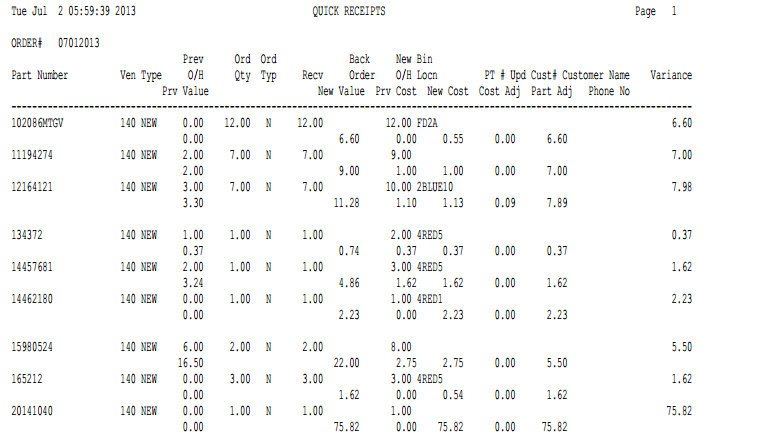 Tue Jul 2 05:59:39 2013 QUICK RECEIPTS Page 1
ORDER# 07012013
Prev Ord Ord Back New Bin
Part Number Ven Type O/H Qty Typ Recv Order O/H Locn PT # Upd Cust# Customer Name Variance
Prv Value New Value Prv Cost New Cost Cost Adj Part Adj Phone No
102086MTGV 140 NEW 0.00 12.00 N 12.00 12.00 FD2A 6.60
0.00 6.60 0.00 0.55 0.00 6.60
11194274 140 NEW 2.00 7.00 N 7.00 9.00 7.00
2.00 9.00 1.00 1.00 0.00 7.00
12164121 140 NEW 3.00 7.00 N 7.00 10.00 2BLUE10 7.98
3.30 11.28 1.10 1.13 0.09 7.89
134372 140 NEW 1.00 1.00 N 1.00 2.00 4RED5 0.37
0.37 0.74 0.37 0.37 0.00 0.37
14457681 140 NEW 2.00 1.00 N 1.00 3.00 4RED5 1.62
3.24 4.86 1.62 1.62 0.00 1.62
14462180 140 NEW 0.00 1.00 N 1.00 1.00 4RED1 2.23
0.00 2.23 0.00 2.23 0.00 2.23
15980524 140 NEW 6.00 2.00 N 2.00 8.00 5.50
16.50 22.00 2.75 2.75 0.00 5.50
165212 140 NEW 0.00 3.00 N 3.00 3.00 4RED5 1.62
0.00 1.62 0.00 0.54 0.00 1.62
20141040 140 NEW 0.00 1.00 N 1.00 1.00 75.82
0.00 75.82 0.00 75.82 0.00 75.82